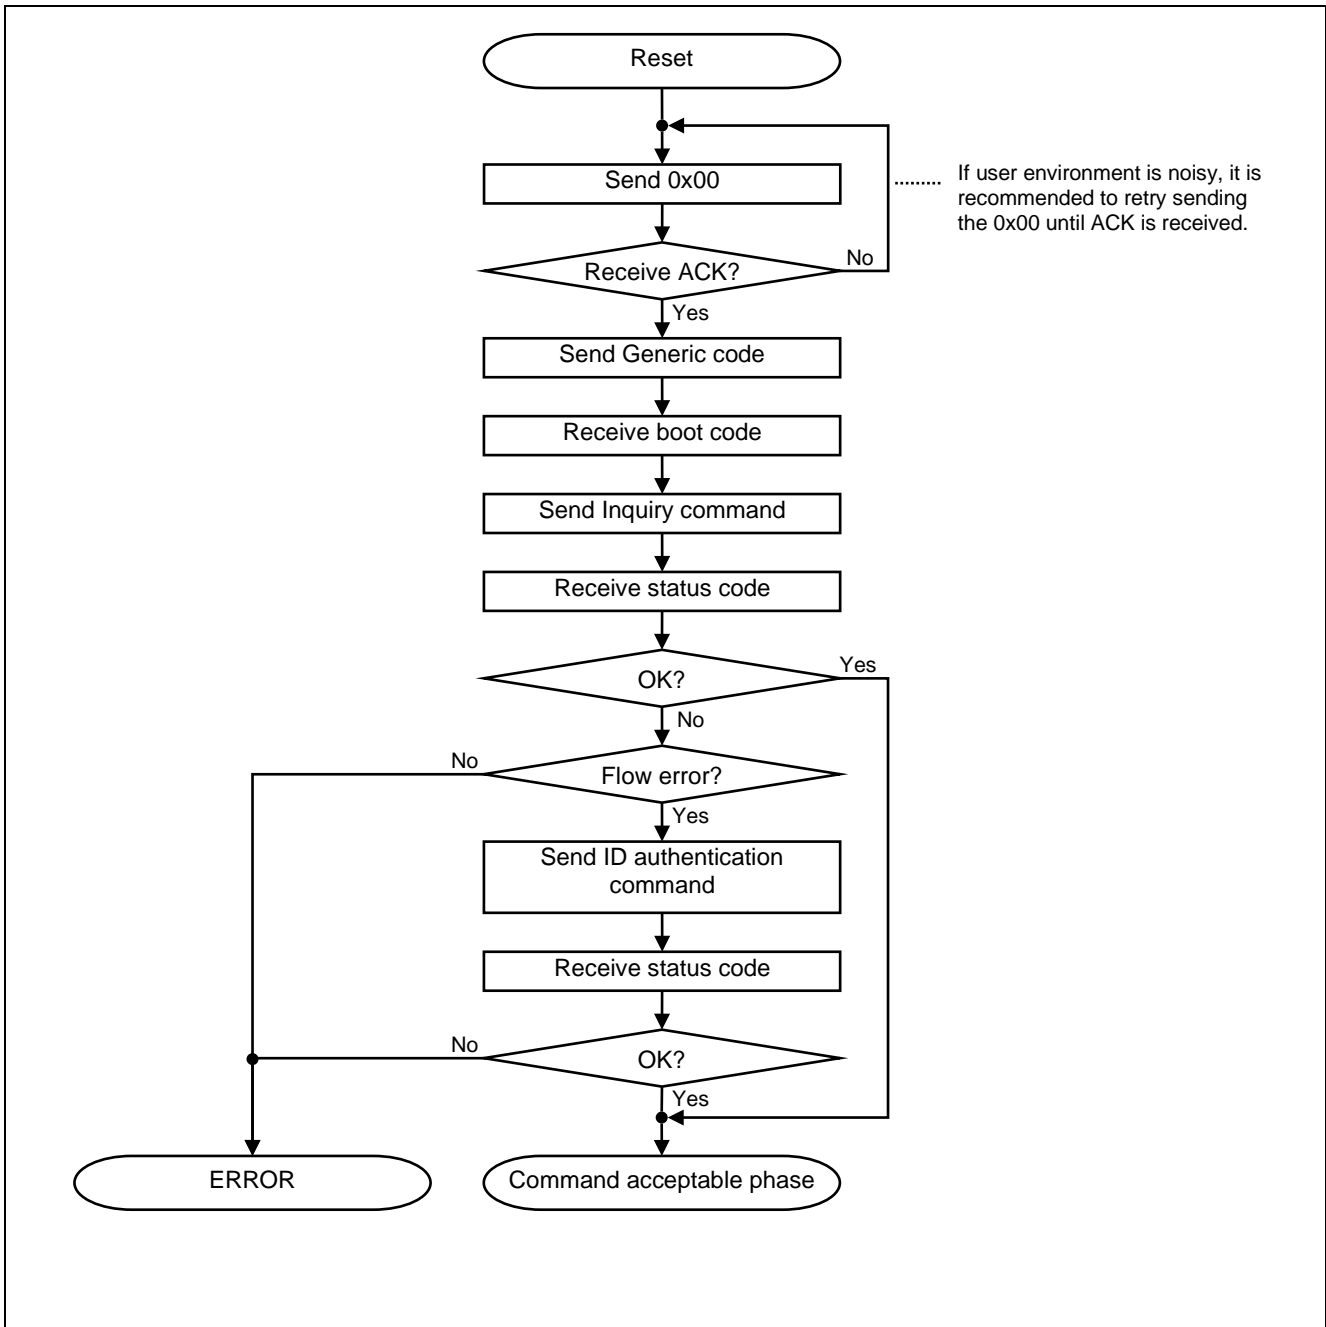 Reset
Send 0x00
If user environment is noisy, it is
recommended to retry sending
the 0x00 until ACK is received.
Receive ACK?
No
Yes
Send Generic code
Receive boot code
Send Inquiry command
Receive status code
OK?
Yes
No
No
Flow error?
Yes
Send ID authentication
command
Receive status code
No
OK?
Yes
ERROR
Command acceptable phase